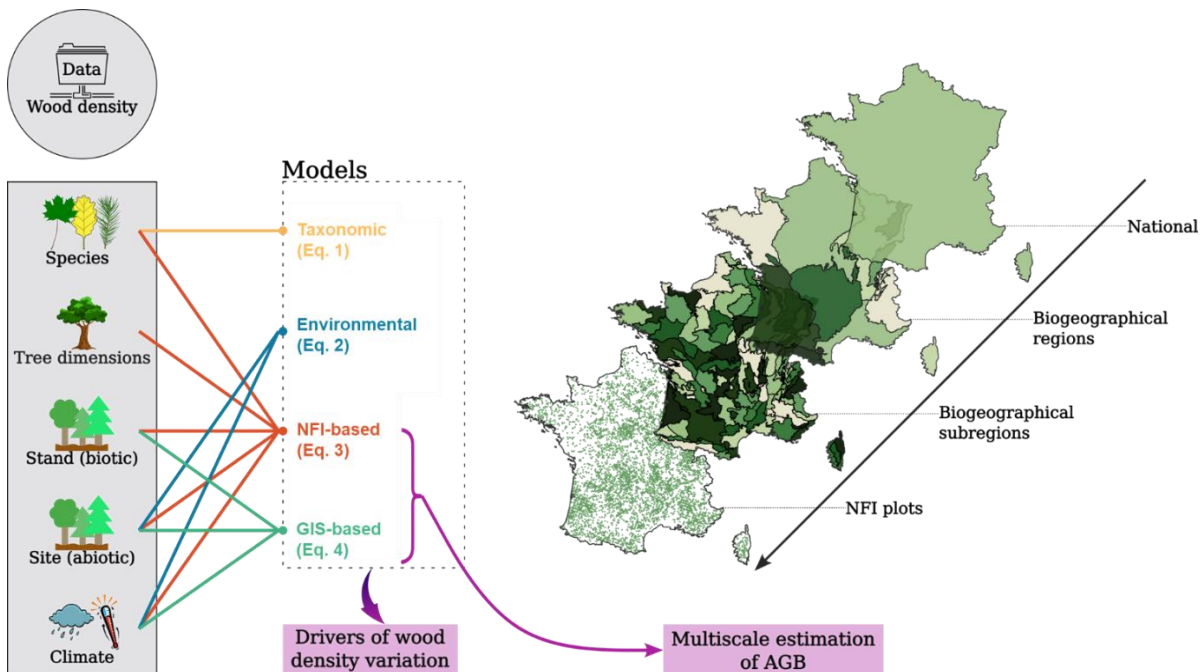 Data
Wood density
Species
Tree dimensions
Stand (biotic)
Site (abiotic)
Climate
Models
Taxonomic
(Eq. 1)
Environmental
(Eq. 2)
NFI-based
(Eq. 3)
GIS-based
(Eq. 4)
Drivers of wood
density variation
Multiscale estimation
of AGB
National
Biogeographical
regions
Biogeographical
subregions
NFI plots